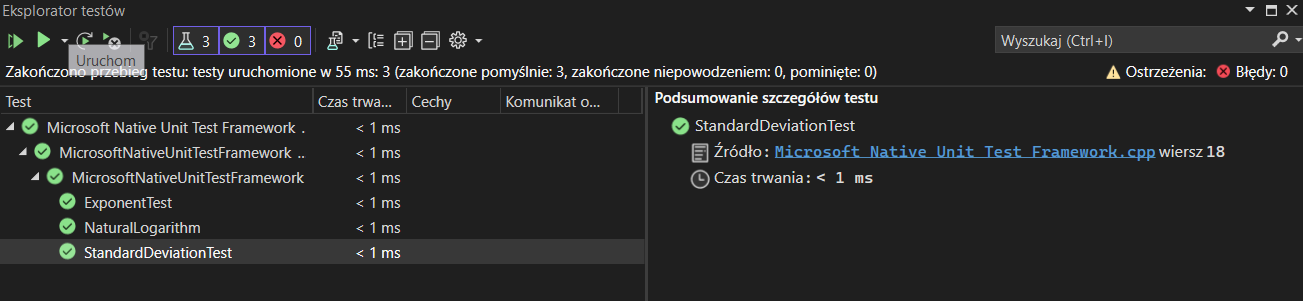 Eksplorator testów
3 3 0
Wyszukaj (Ctrl+I)
Uruchom
Zakończono przebieg testu: testy uruchomione w 55 ms: 3 (zakończone pomyślnie: 3, zakończone niepowodzeniem: 0, pominięte: 0)
Ostrzeżenia: Błędy: 0
Test Czas trwa... Cechy Komunikat o...
Microsoft Native Unit Test Framework . < 1 ms
MicrosoftNativeUnitTestFramework .. < 1 ms
MicrosoftNativeUnitTestFramework < 1 ms
ExponentTest < 1 ms
NaturalLogarithm < 1 ms
StandardDeviationTest < 1 ms
Podsumowanie szczegółów testu
StandardDeviationTest
Źródło: Microsoft Native Unit Test Framework.cpp wiersz 18
Czas trwania: < 1 ms